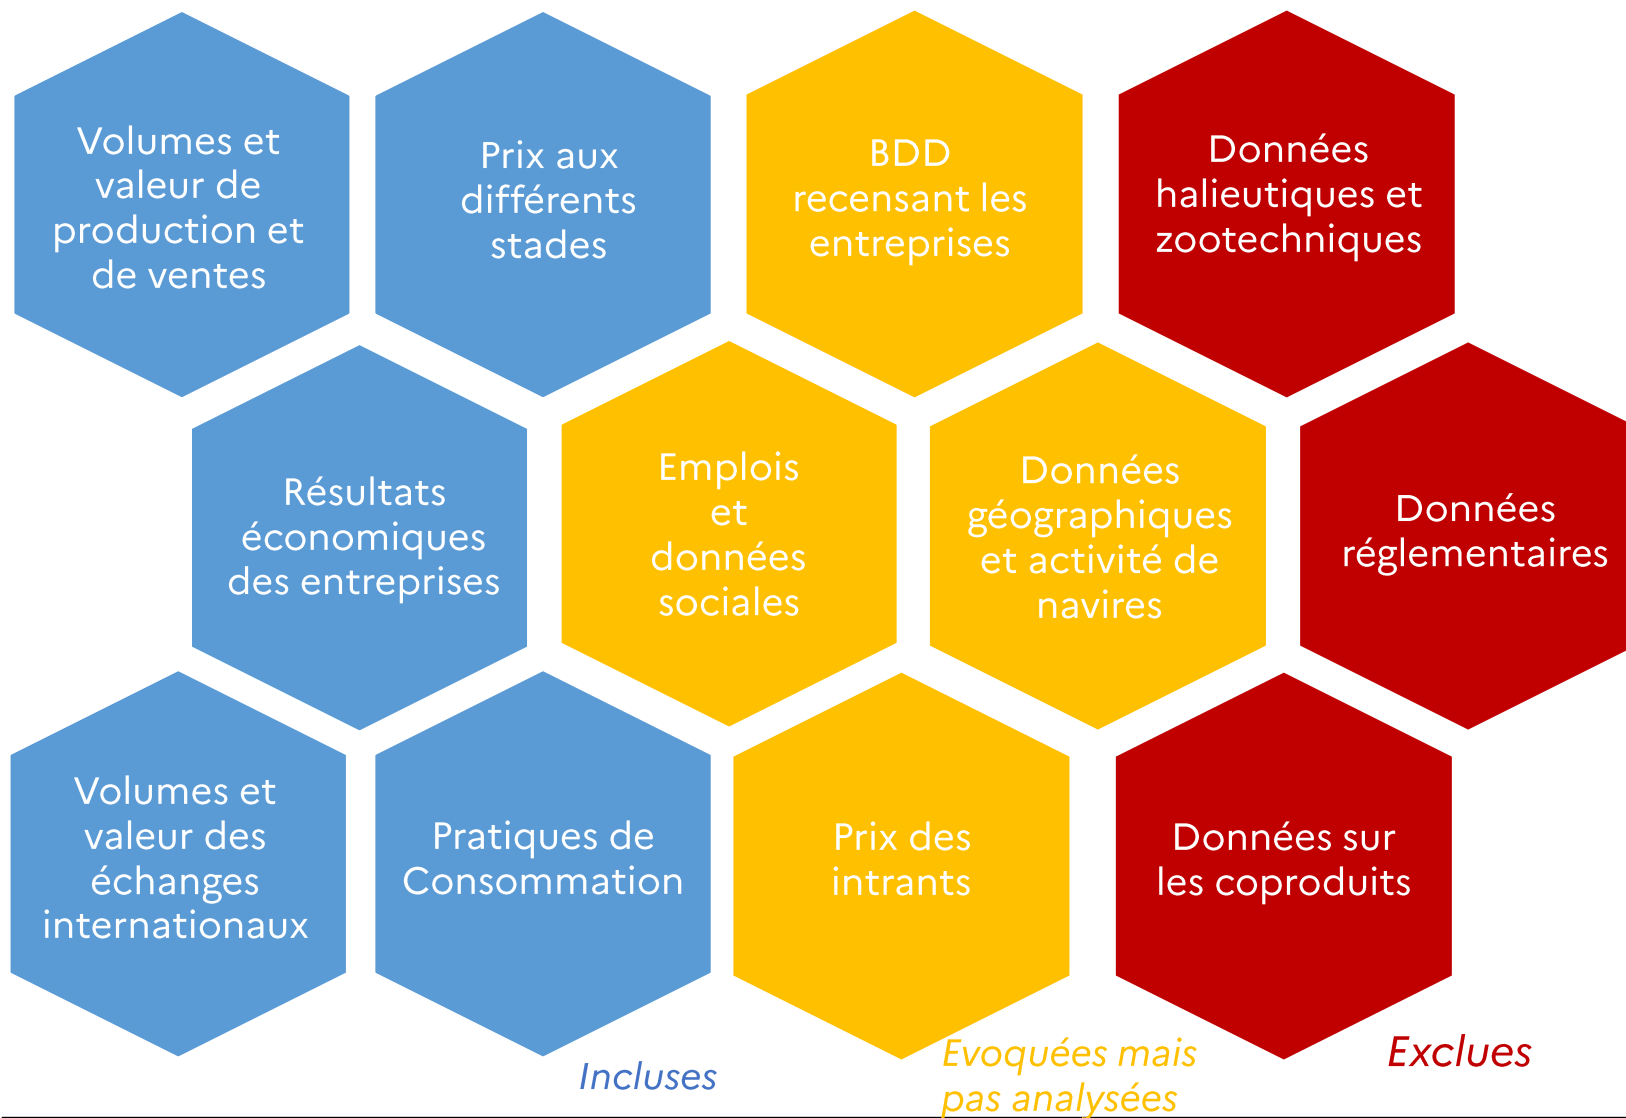 Volumes et
valeur de
production et
de ventes
Prix aux
différents
stades
BDD
recensant les
entreprises
Données
halieutiques et
zootechniques
Résultats
économiques
des entreprises
Emplois
et
données
sociales
Données
géographiques
et activité de
navires
Données
réglementaires
Volumes et
valeur des
échanges
internationaux
Pratiques de
Consommation
Prix des
intrants
Données sur
les coproduits
Incluses
Evoquées mais
pas analysées
Exclues